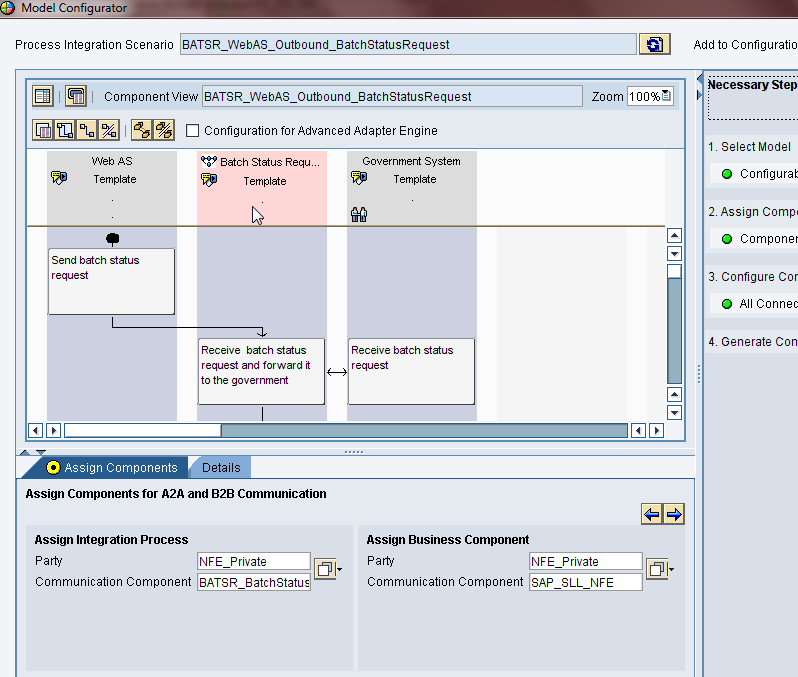 Model Configurator
Process Integration Scenario BATSR_WebAS_Outbound_BatchStatusRequest Add to Configuratio
Component View BATSR_WebAS_Outbound_BatchStatusRequest Zoom 100%
Configuration for Advanced Adapter Engine
Web AS
Template
Batch Status Requ...
Template
Government System
Template
Send batch status
request
Receive batch status
request and forward it
to the government
Receive batch status
request
Necessary Step
1. Select Model
Configurab
2. Assign Compo
Componen
3. Configure Con
All Connec
4. Generate Con
Assign Components Details
Assign Components for A2A and B2B Communication
Assign Integration Process
Party NFE_Private
Communication Component BATSR_BatchStatus
Assign Business Component
Party NFE_Private
Communication Component SAP_SLL_NFE